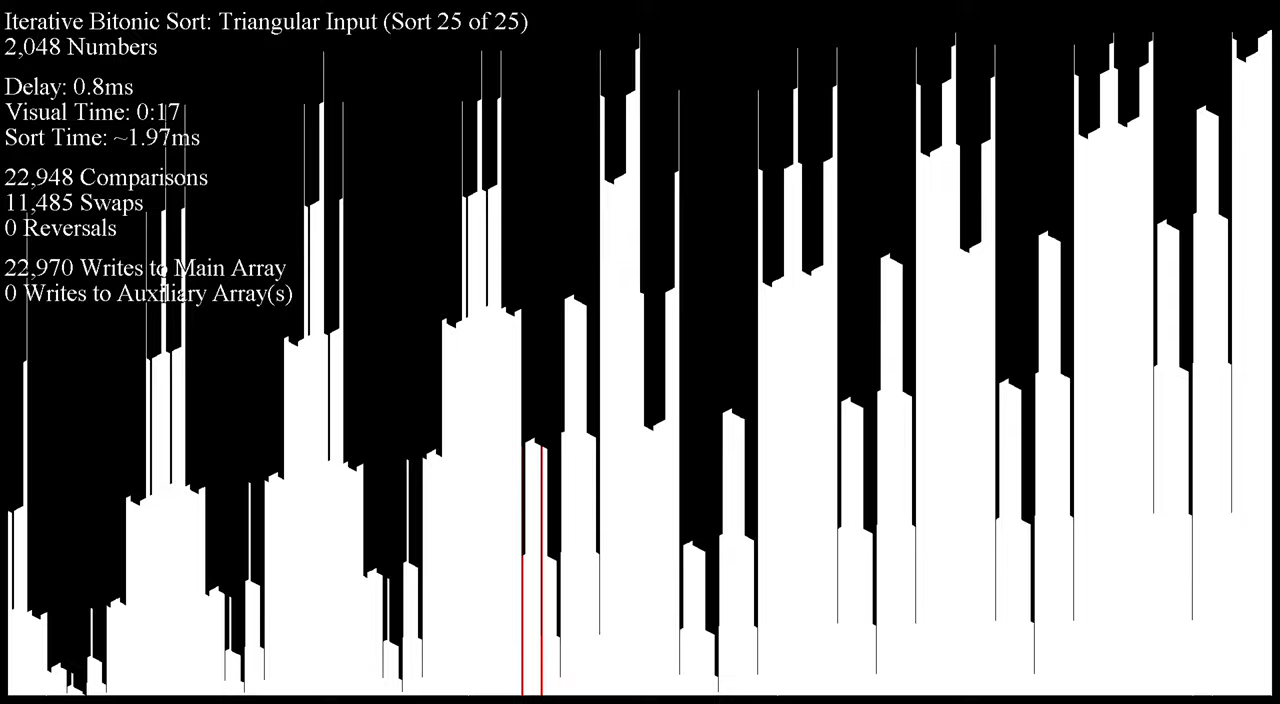 Iterative Bitonic Sort: Triangular Input (Sort 25 of 25)
2,048 Numbers
Delay: 0.8ms
Visual Time: 0:17
Sort Time: ~1.97ms
22,948 Comparisons
11,485 Swaps
0 Reversals
22,970 Writes to Main Array
0 Writes to Auxiliary Array(s)